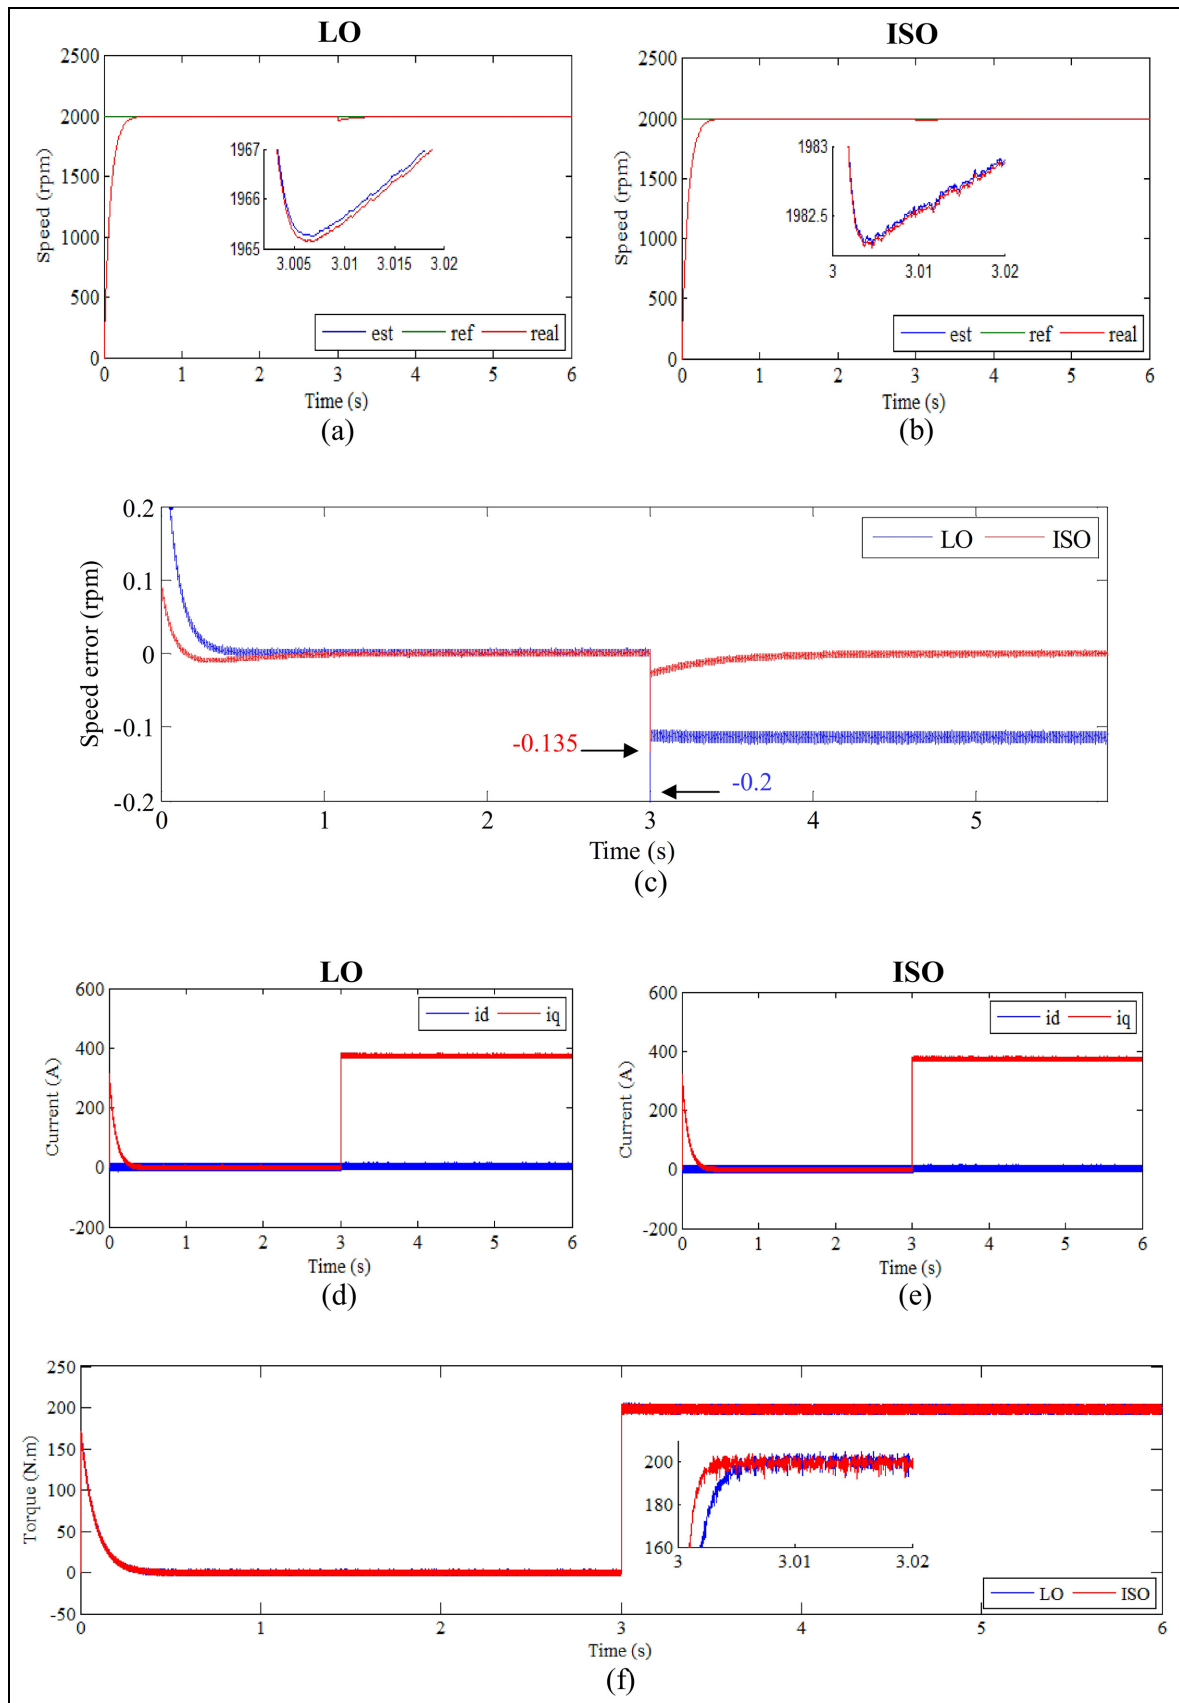 LO
ISO
2500
2000
1500
1000
500
0
Speed (rpm)
1967
1966
1965
3.005 3.01 3.015 3.02
est ref real
0 1 2 3 4 5 6
Time (s)
(a)
2500
2000
1500
1000
500
0
Speed (rpm)
1983
1982.5
3 3.01 3.02
est ref real
0 1 2 3 4 5 6
Time (s)
(b)
0.2
0.1
0
-0.1
-0.2
Speed error (rpm)
LO ISO
-0.135
-0.2
0 1 2 3 4 5
Time (s)
(c)
LO
ISO
600
400
200
0
-200
Current (A)
id iq
0 1 2 3 4 5 6
Time (s)
(d)
600
400
200
0
-200
Current (A)
id iq
0 1 2 3 4 5 6
Time (s)
(e)
250
200
150
100
50
0
-50
Torque (N.m)
200
180
160
3 3.01 3.02
LO ISO
0 1 2 3 4 5 6
Time (s)
(f)